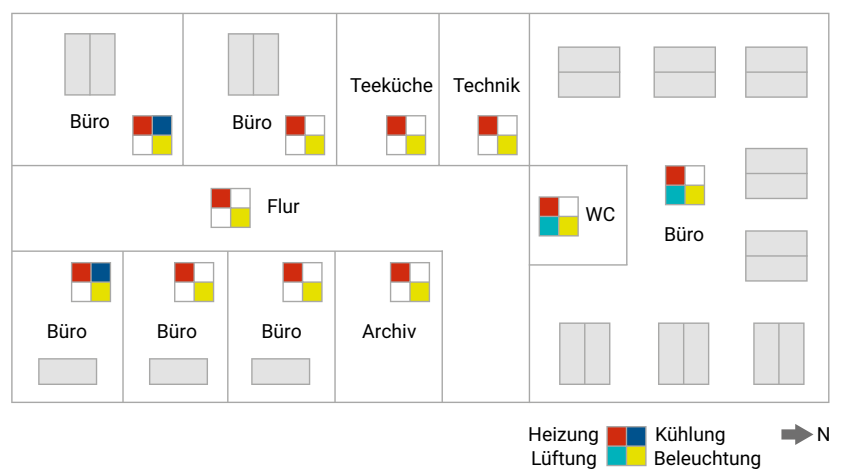 Teeküche Technik
Büro Büro
Flur
WC
Büro
Büro Büro Büro Archiv
Heizung Kühlung N
Lüftung Beleuchtung